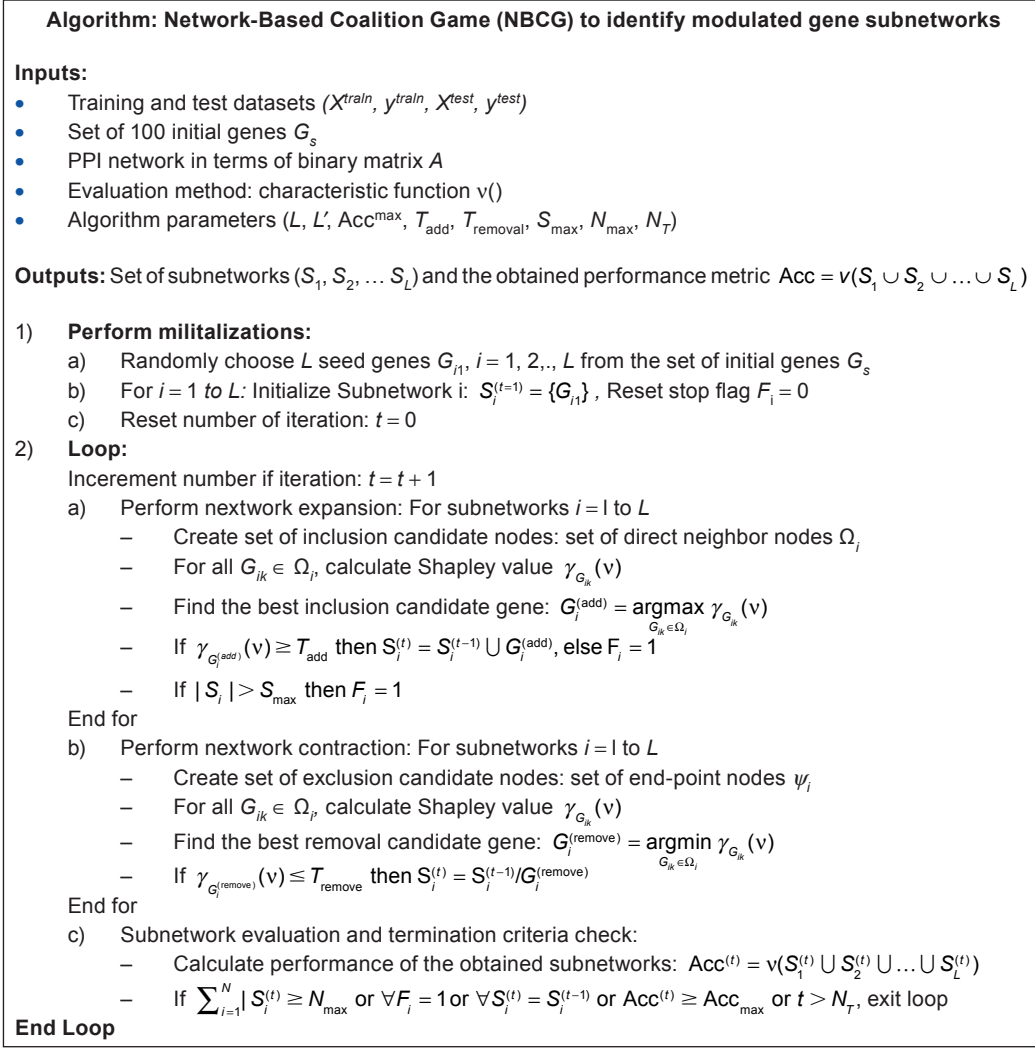 Algorithm: Network-Based Coalition Game (NBCG) to identify modulated gene subnetworks
Inputs:
• Training and test datasets (X^train, y^train, X^test, y^test)
• Set of 100 initial genes G_s
• PPI network in terms of binary matrix A
• Evaluation method: characteristic function ν()
• Algorithm parameters (L, L′, Acc^max, T_add, T_removal, S_max, N_max, N_T)
Outputs: Set of subnetworks (S_1, S_2, … S_L) and the obtained performance metric Acc = v(S_1 ∪ S_2 ∪ … ∪ S_L)
1) Perform militalizations:
a) Randomly choose L seed genes G_i1, i = 1, 2,., L from the set of initial genes G_s
b) For i = 1 to L: Initialize Subnetwork i: S_i^(t=1) = {G_i1} , Reset stop flag F_i = 0
c) Reset number of iteration: t = 0
2) Loop:
Incerement number if iteration: t = t + 1
a) Perform nextwork expansion: For subnetworks i = l to L
– Create set of inclusion candidate nodes: set of direct neighbor nodes Ω_i
– For all G_ik ∈ Ω_i, calculate Shapley value γ_G_ik(ν)
– Find the best inclusion candidate gene: G_i^(add) = argmax_{G_ik∈Ω_i} γ_G_ik(ν)
– If γ_G_i^(add)(ν) ≥ T_add then S_i^(t) = S_i^(t−1) ⋃ G_i^(add), else F_i = 1
– If | S_i | > S_max then F_i = 1
End for
b) Perform nextwork contraction: For subnetworks i = l to L
– Create set of exclusion candidate nodes: set of end-point nodes ψ_i
– For all G_ik ∈ Ω_i, calculate Shapley value γ_G_ik(ν)
– Find the best removal candidate gene: G_i^(remove) = argmin_{G_ik∈Ω_i} γ_G_ik(ν)
– If γ_G_i^(remove)(ν) ≤ T_remove then S_i^(t) = S_i^(t−1)/G_i^(remove)
End for
c) Subnetwork evaluation and termination criteria check:
– Calculate performance of the obtained subnetworks: Acc^(t) = ν(S_1^(t) ⋃ S_2^(t) ⋃ … ⋃ S_L^(t))
– If ∑_{i=1}^N | S_i^(t) ≥ N_max or ∀F_i = 1 or ∀S_i^(t) = S_i^(t−1) or Acc^(t) ≥ Acc_max or t > N_T, exit loop
End Loop